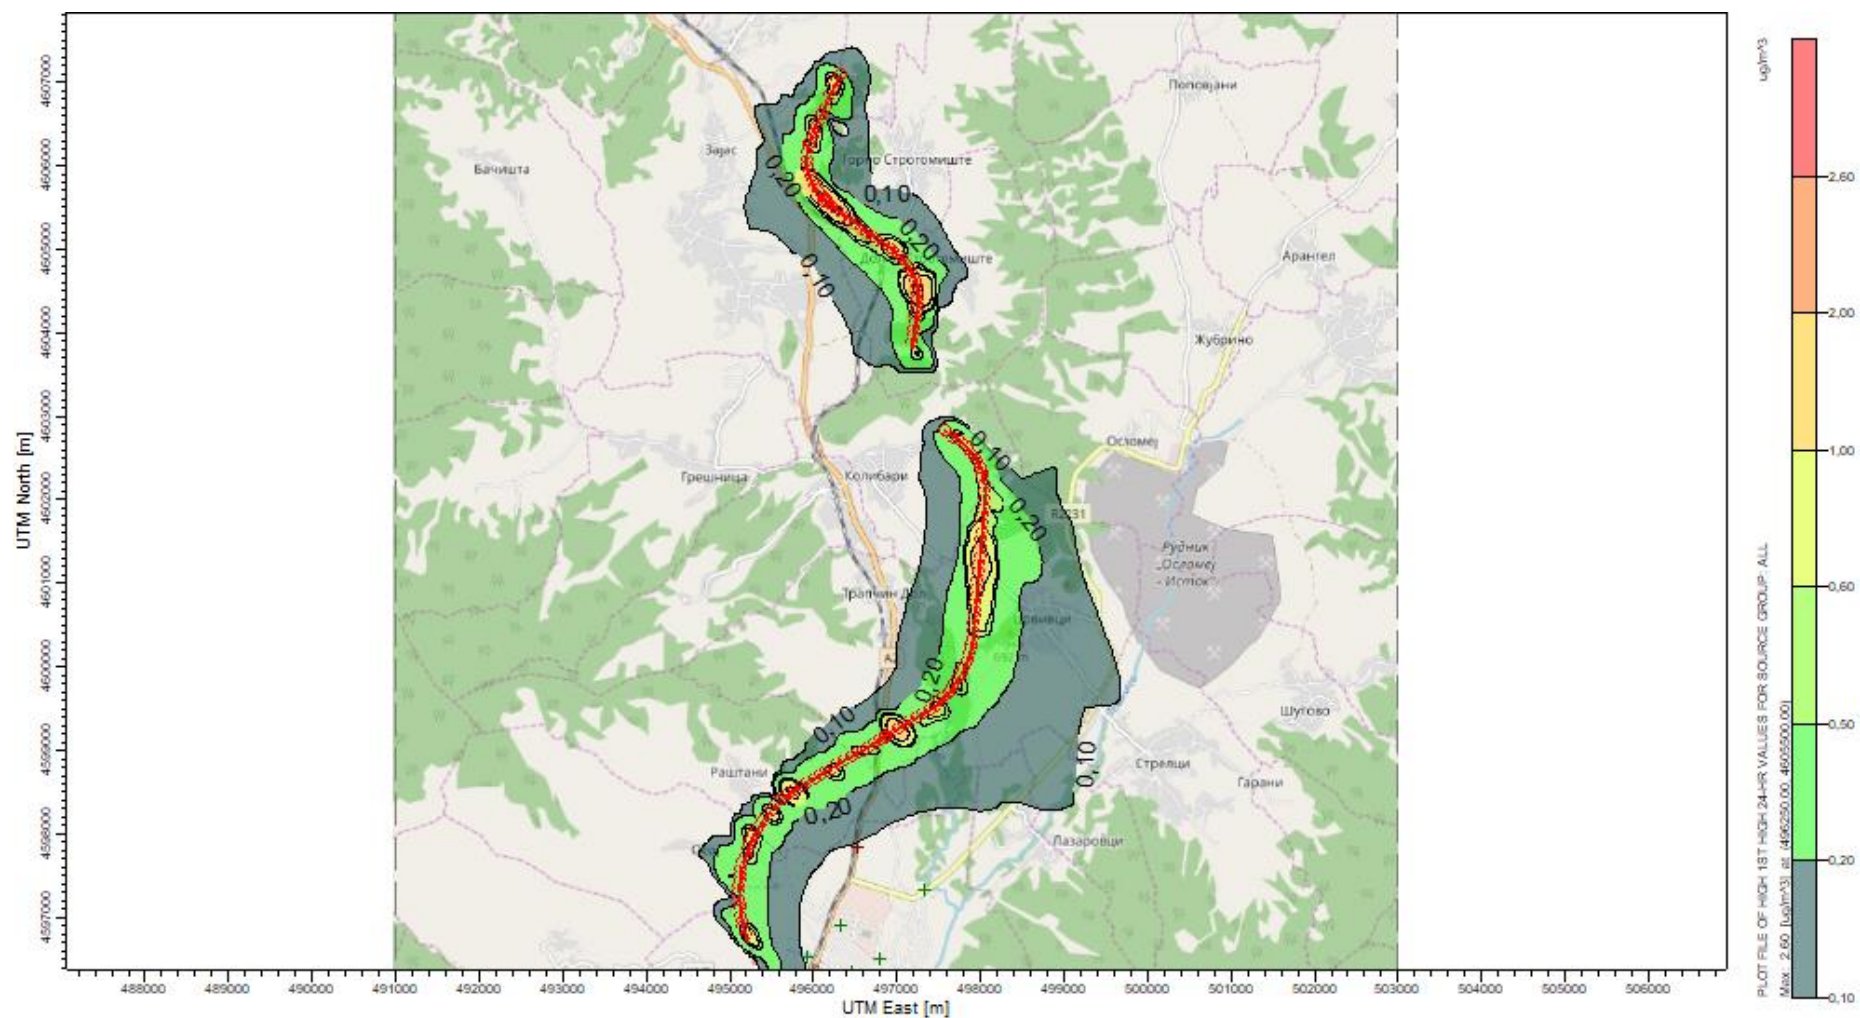 ug/m^3
4607000
4606000
4605000
4604000
4603000
4602000
4601000
4600000
4599000
4598000
4597000
UTM North [m]
Поповјани
Зајас
Горно Строгомиште
Бачишта
0,20
0,10
0,20
Арангел
0,10
Жубрино
0,10
Осломеј
Грешница
Колибари
0,20
Рудник
„Осломеј
- Исток"
0,20
Шутово
0,10
0,10
Раштани
Стрелци
Гарани
0,20
Лазаровци
488000 489000 490000 491000 492000 493000 494000 495000 496000 497000 498000 499000 500000 501000 502000 503000 504000 505000 506000
UTM East [m]
PLOT FILE OF HIGH 1ST HIGH 24-HR VALUES FOR SOURCE GROUP: ALL
Max: 2.60 [ug/m^3] at (496250.00, 4605500.00)
2,60
2,00
1,00
0,60
0,50
0,20
0,10